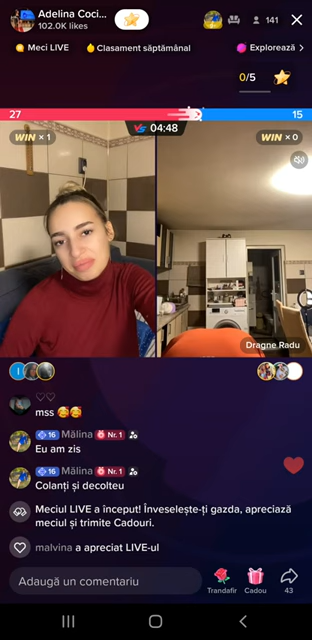 Adelina Coci...
102.0K likes
141
Meci LIVE
Clasament săptămânal
Explorează >
0/5
27
15
WIN × 1
04:48
WIN × 0
Dragne Radu
♡♡
mss 🥰🥰
16 Mălina Nr. 1
Eu am zis
16 Mălina Nr. 1
Colanți și decolteu
Meciul LIVE a început! Înveselește-ți gazda, apreciază
meciul și trimite Cadouri.
malvina a apreciat LIVE-ul
Adaugă un comentariu
Trandafir
Cadou
43